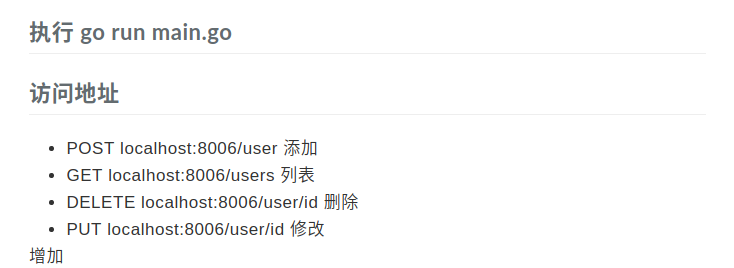 执行 go run main.go
访问地址
POST localhost:8006/user 添加
GET localhost:8006/users 列表
DELETE localhost:8006/user/id 删除
PUT localhost:8006/user/id 修改
增加